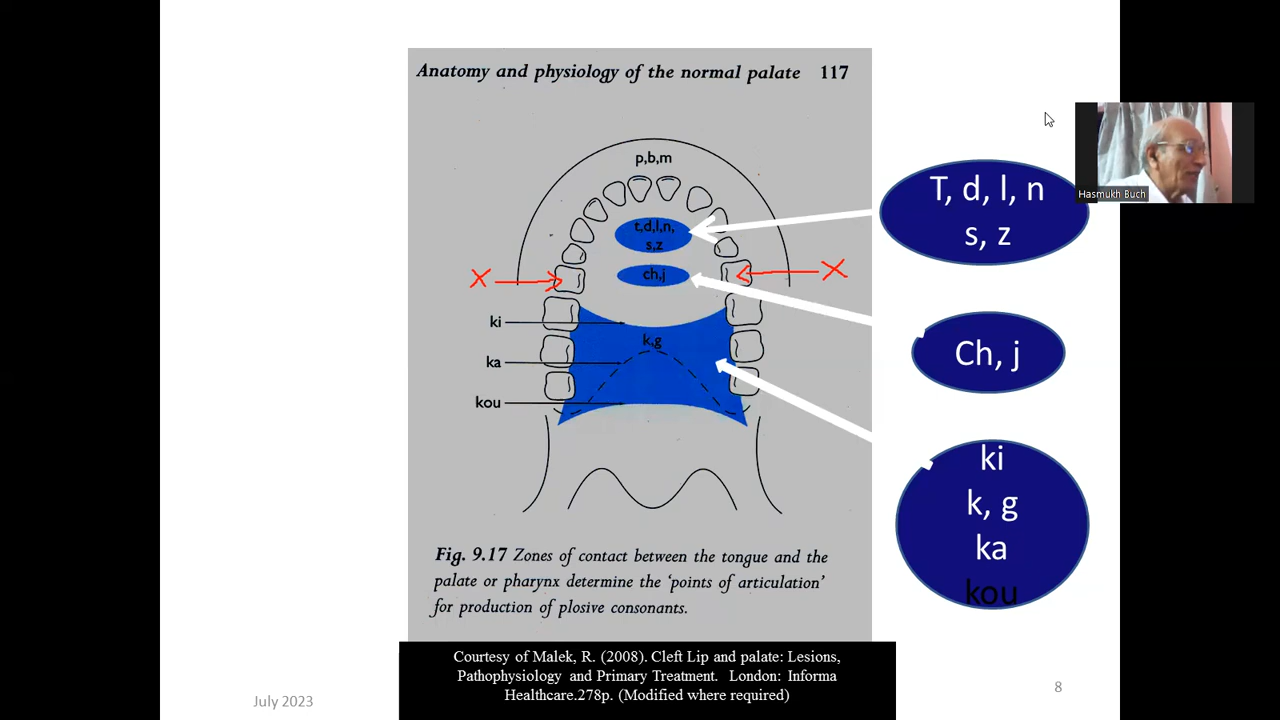 Anatomy and physiology of the normal palate 117
p,b,m
t,d,l,n,
s,z
ch,j
X
X
ki
k,g
ka
kou
Fig. 9.17 Zones of contact between the tongue and the
palate or pharynx determine the 'points of articulation'
for production of plosive consonants.
T, d, l, n
s, z
Ch, j
ki
k, g
ka
kou
Hasmukh Buch
Courtesy of Malek, R. (2008). Cleft Lip and palate: Lesions,
Pathophysiology and Primary Treatment. London: Informa
Healthcare.278p. (Modified where required)
July 2023
8